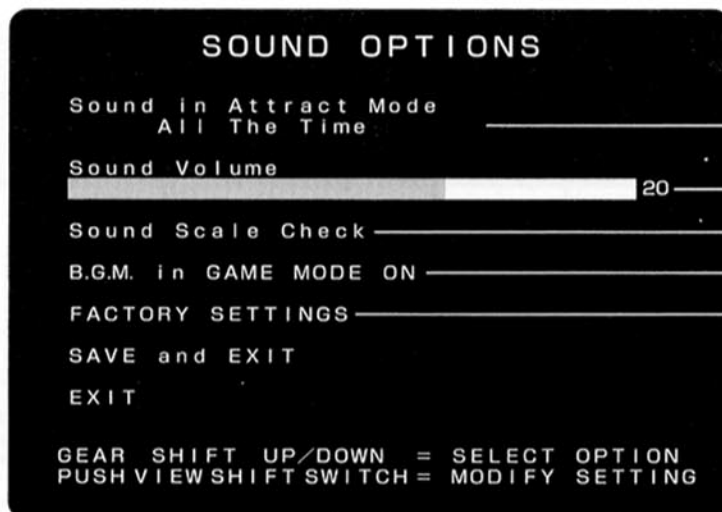 SOUND OPTIONS
Sound in Attract Mode
All The Time
Sound Volume
20
Sound Scale Check
B.G.M. in GAME MODE ON
FACTORY SETTINGS
SAVE and EXIT
EXIT
GEAR SHIFT UP/DOWN = SELECT OPTION
PUSH VIEW SHIFT SWITCH = MODIFY SETTING